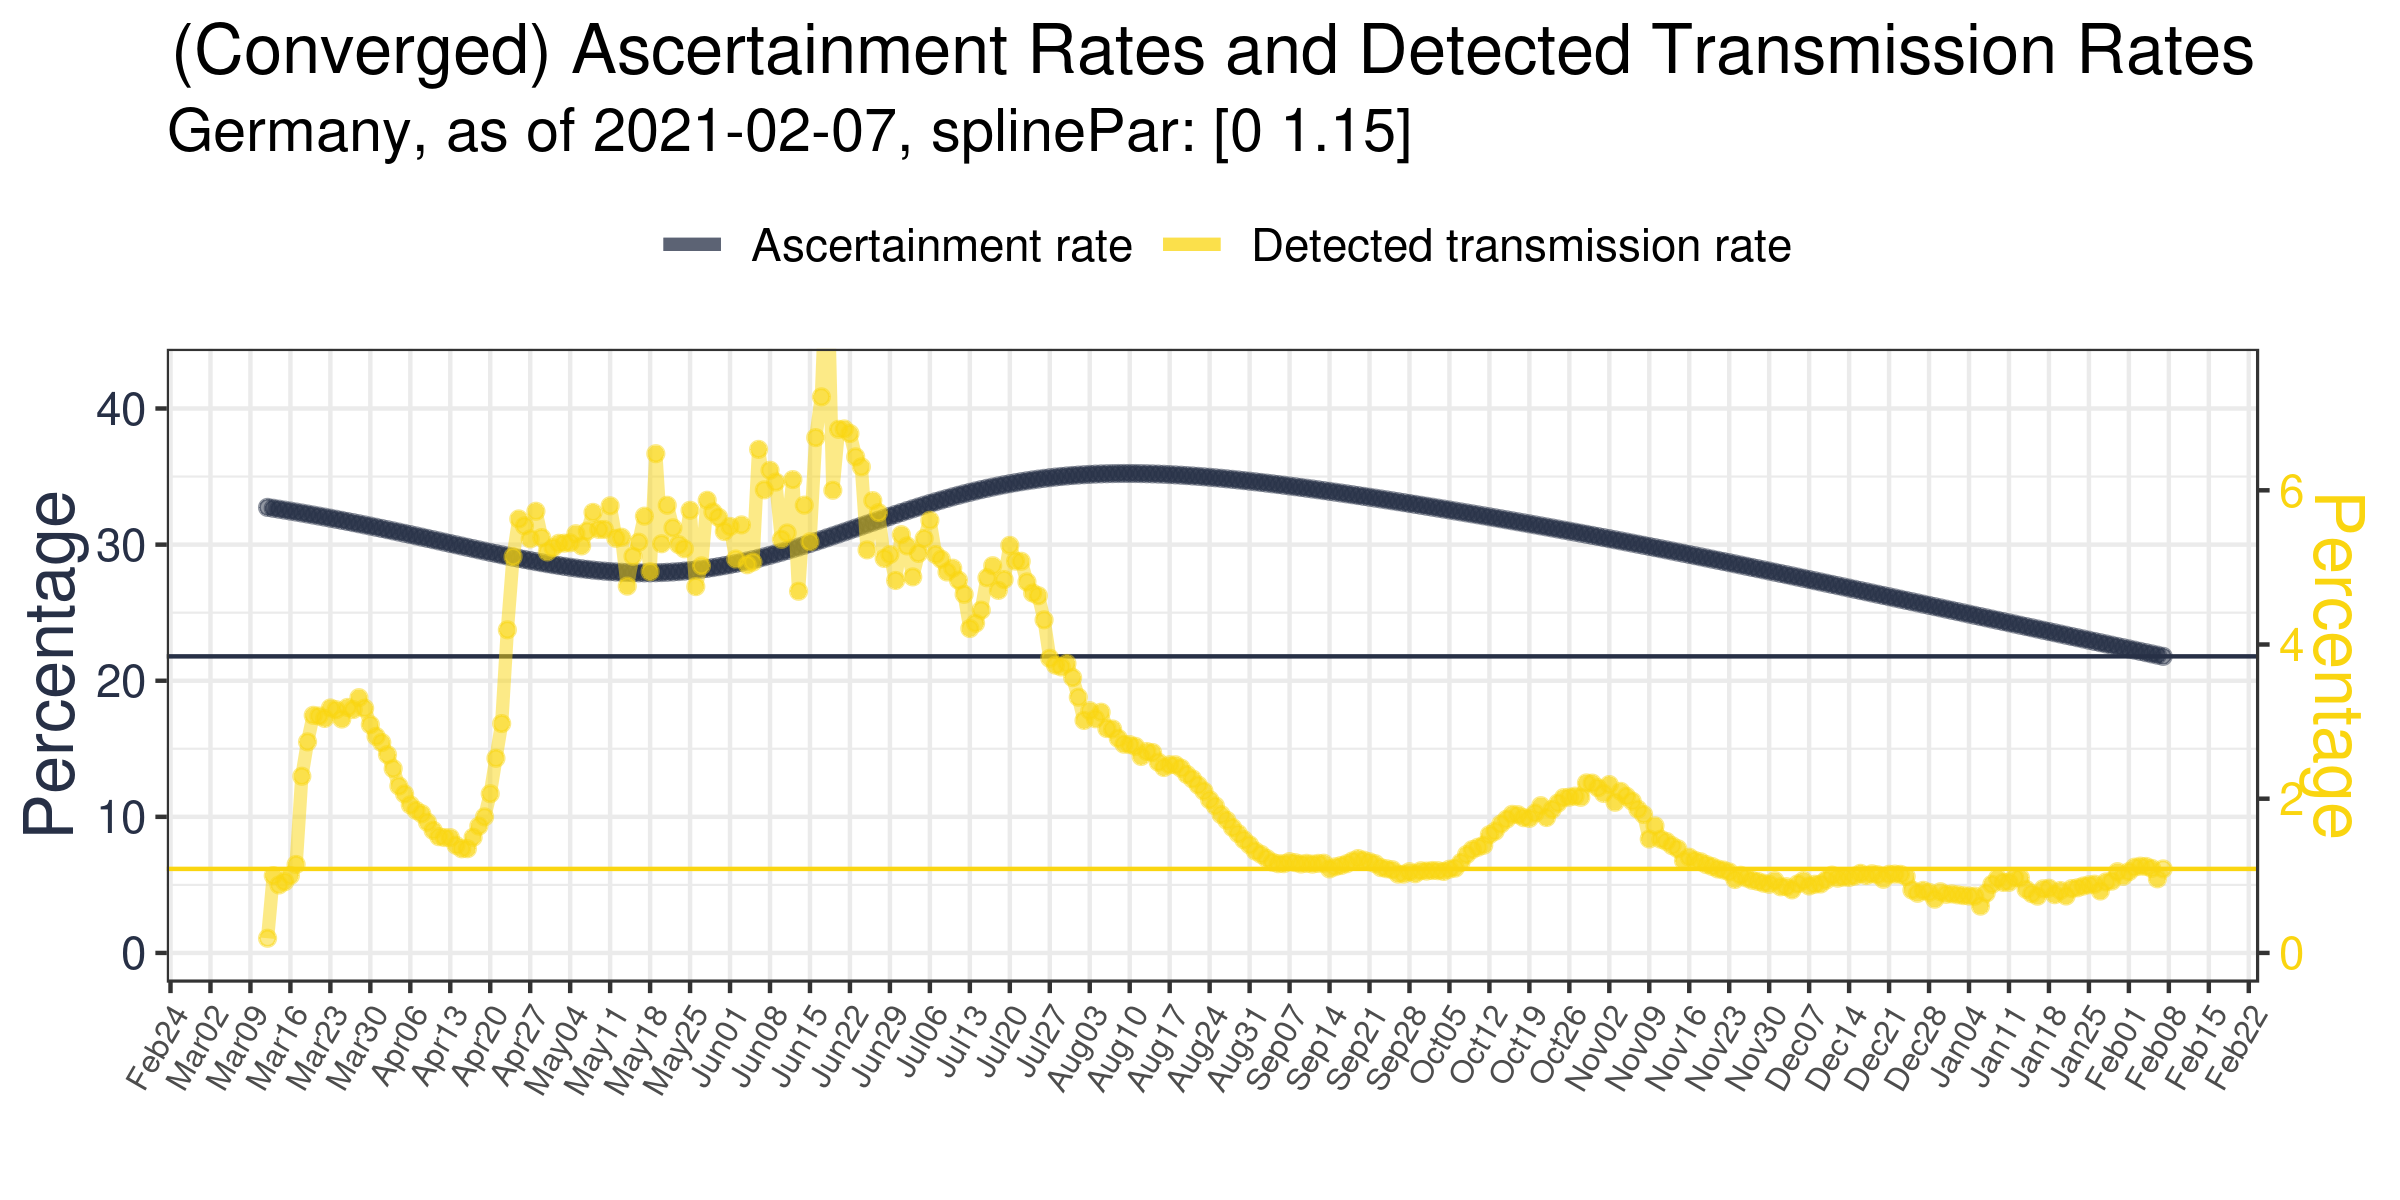 (Converged) Ascertainment Rates and Detected Transmission Rates
Germany, as of 2021-02-07, splinePar: [0 1.15]
Ascertainment rate
Detected transmission rate
Percentage
40
30
20
10
0
6
4
2
0
Percentage
Feb24
Mar02
Mar09
Mar16
Mar23
Mar30
Apr06
Apr13
Apr20
Apr27
May04
May11
May18
May25
Jun01
Jun08
Jun15
Jun22
Jun29
Jul06
Jul13
Jul20
Jul27
Aug03
Aug10
Aug17
Aug24
Aug31
Sep07
Sep14
Sep21
Sep28
Oct05
Oct12
Oct19
Oct26
Nov02
Nov09
Nov16
Nov23
Nov30
Dec07
Dec14
Dec21
Dec28
Jan04
Jan11
Jan18
Jan25
Feb01
Feb08
Feb15
Feb22